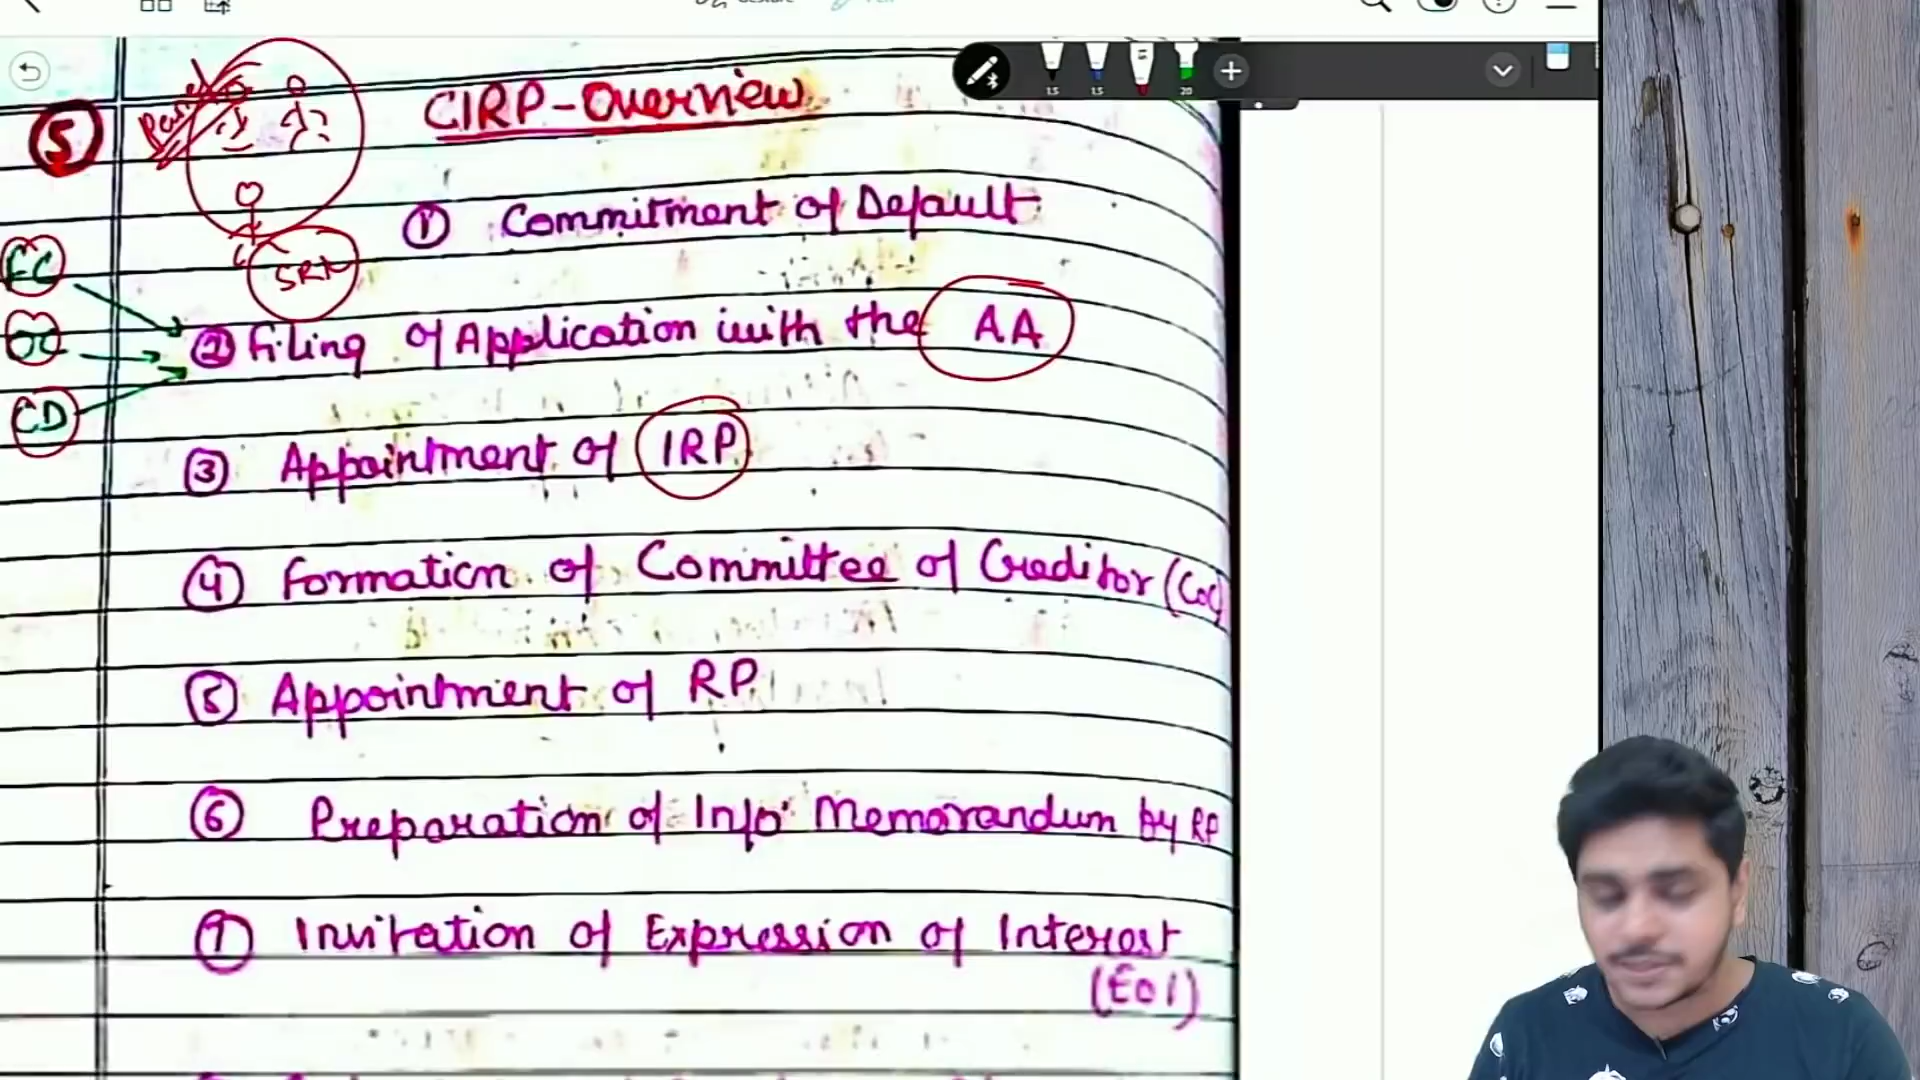 5
CIRP-Overview
① Commitment of Default
FC
SRK
OC
② Filing of Application with the AA
CD
③ Appointment of IRP
④ Formation of Committee of Creditor (CoC)
⑤ Appointment of RP
⑥ Preparation of Info Memorandum by RP
⑦ Invitation of Expression of Interest
(EOI)